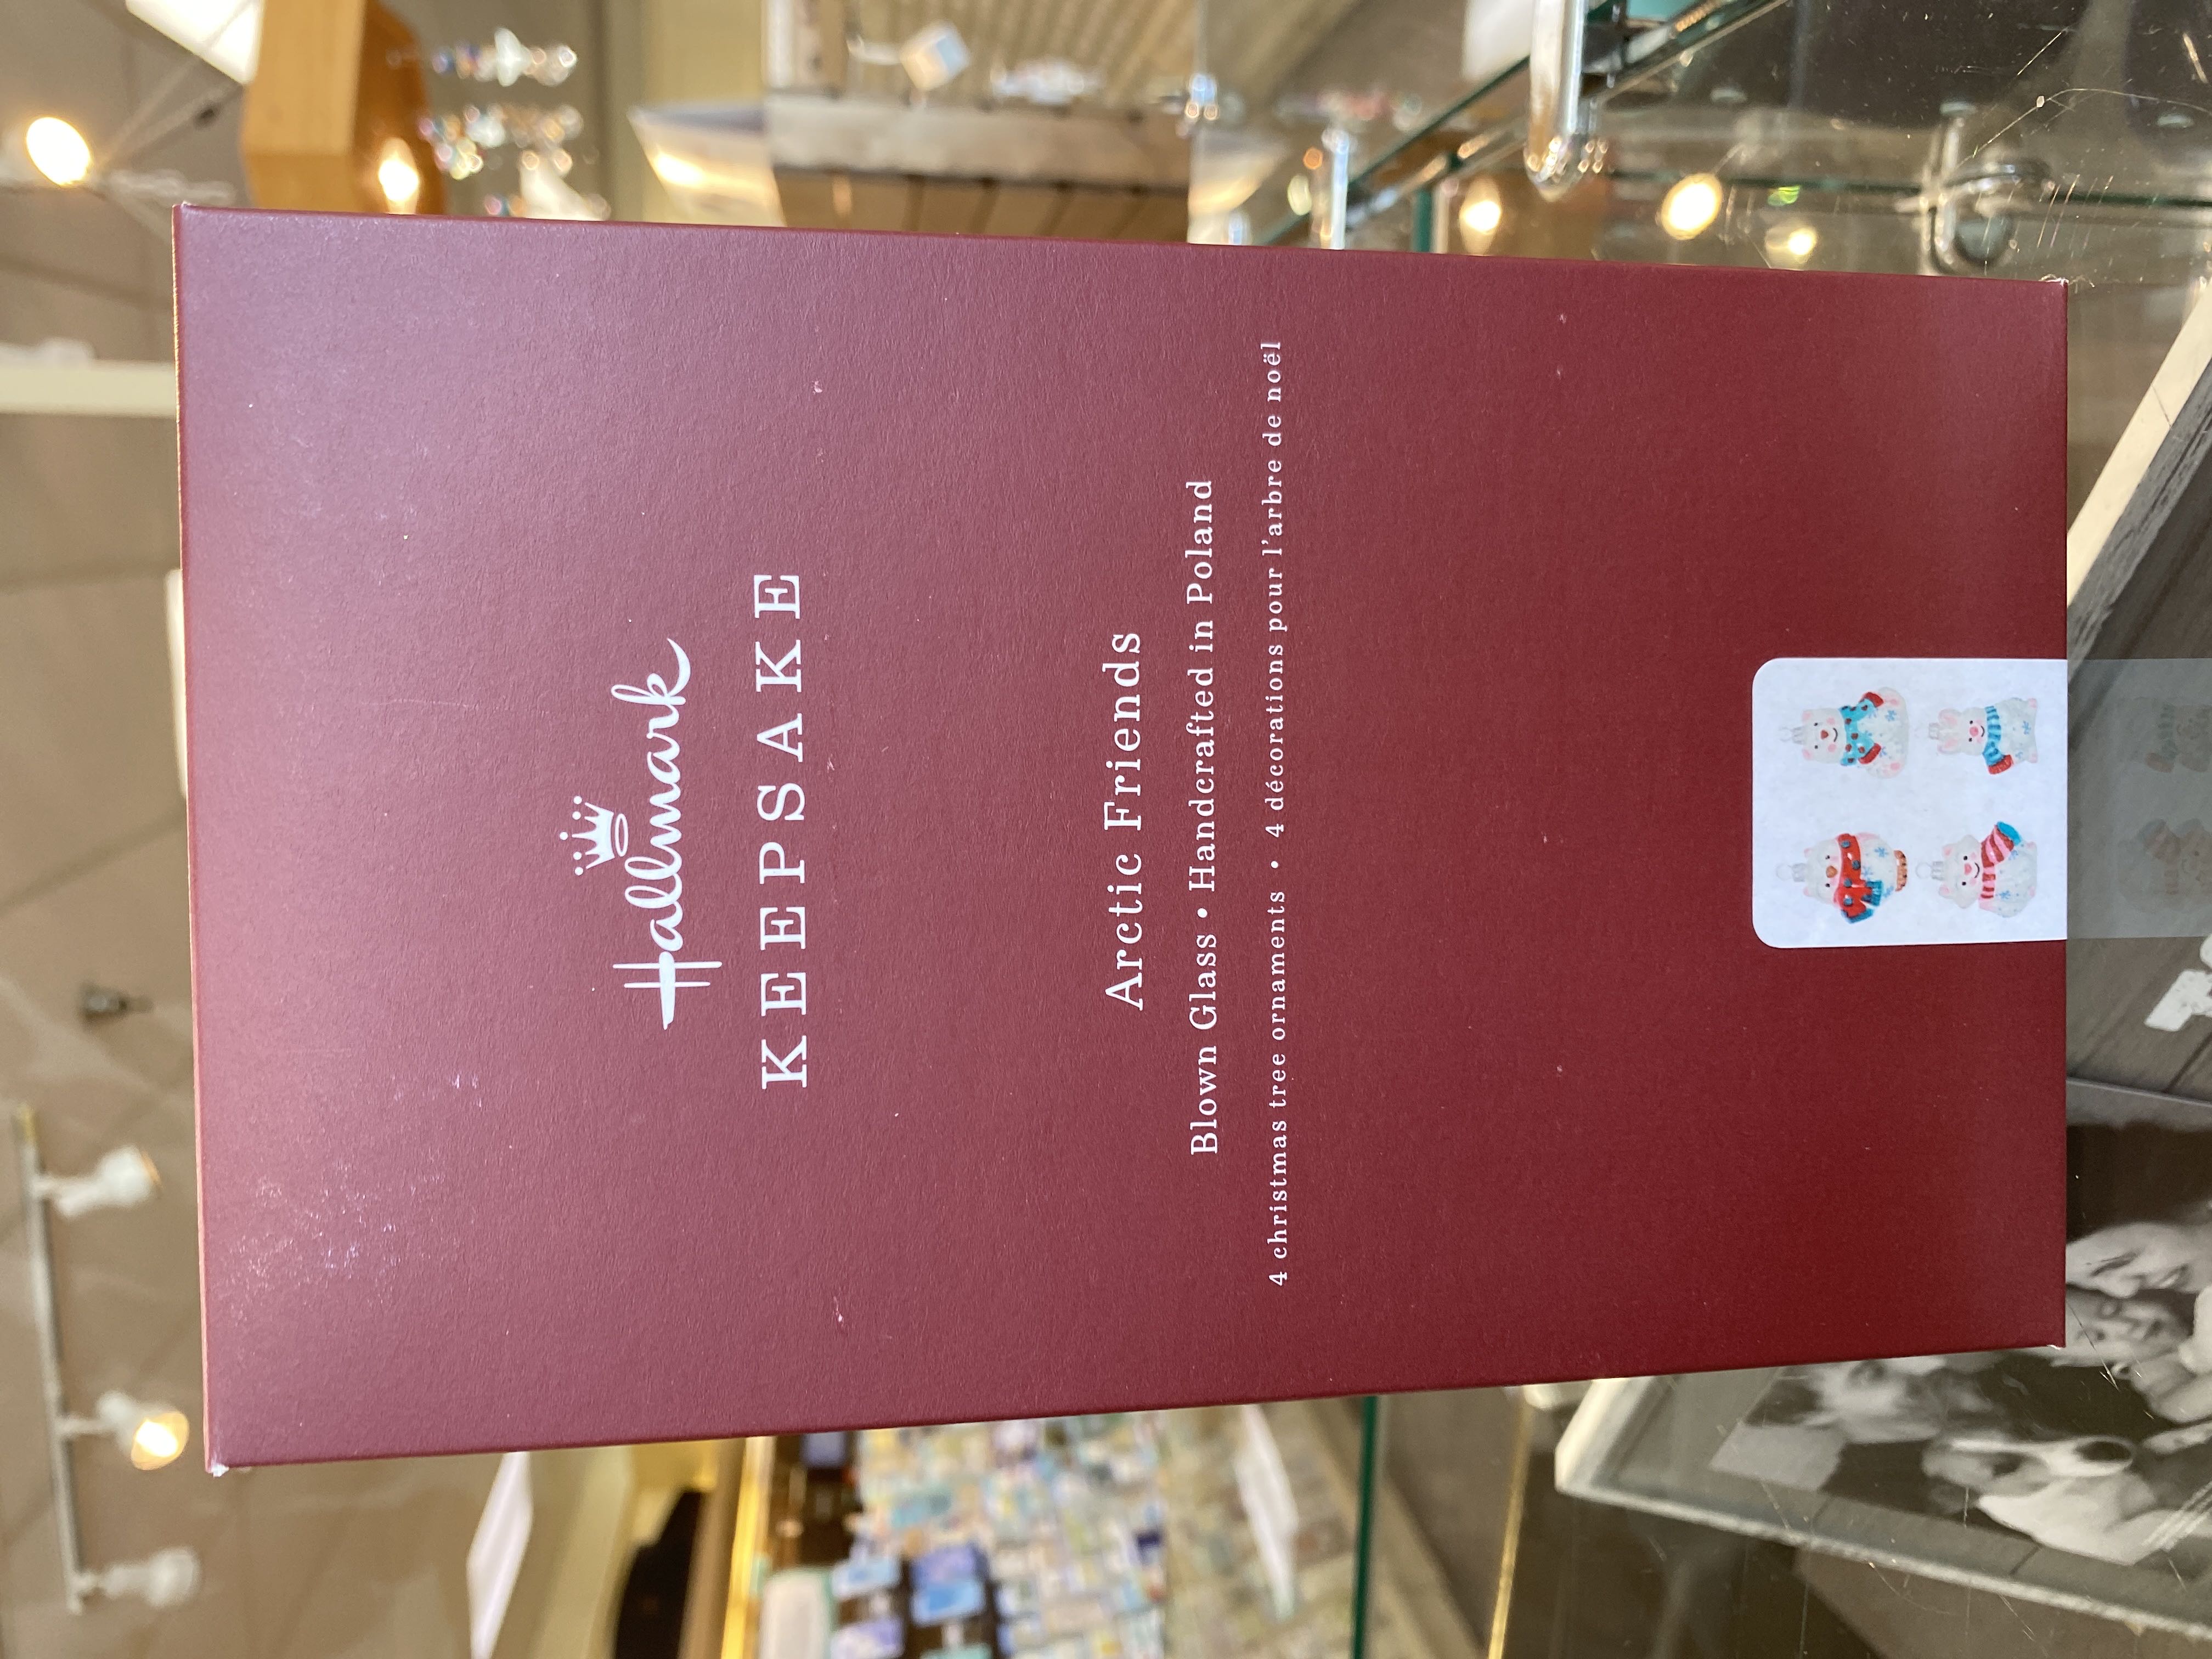 Hallmark
KEEPSAKE
Arctic Friends
Blown Glass • Handcrafted in Poland
4 christmas tree ornaments • 4 décorations pour l'arbre de noël